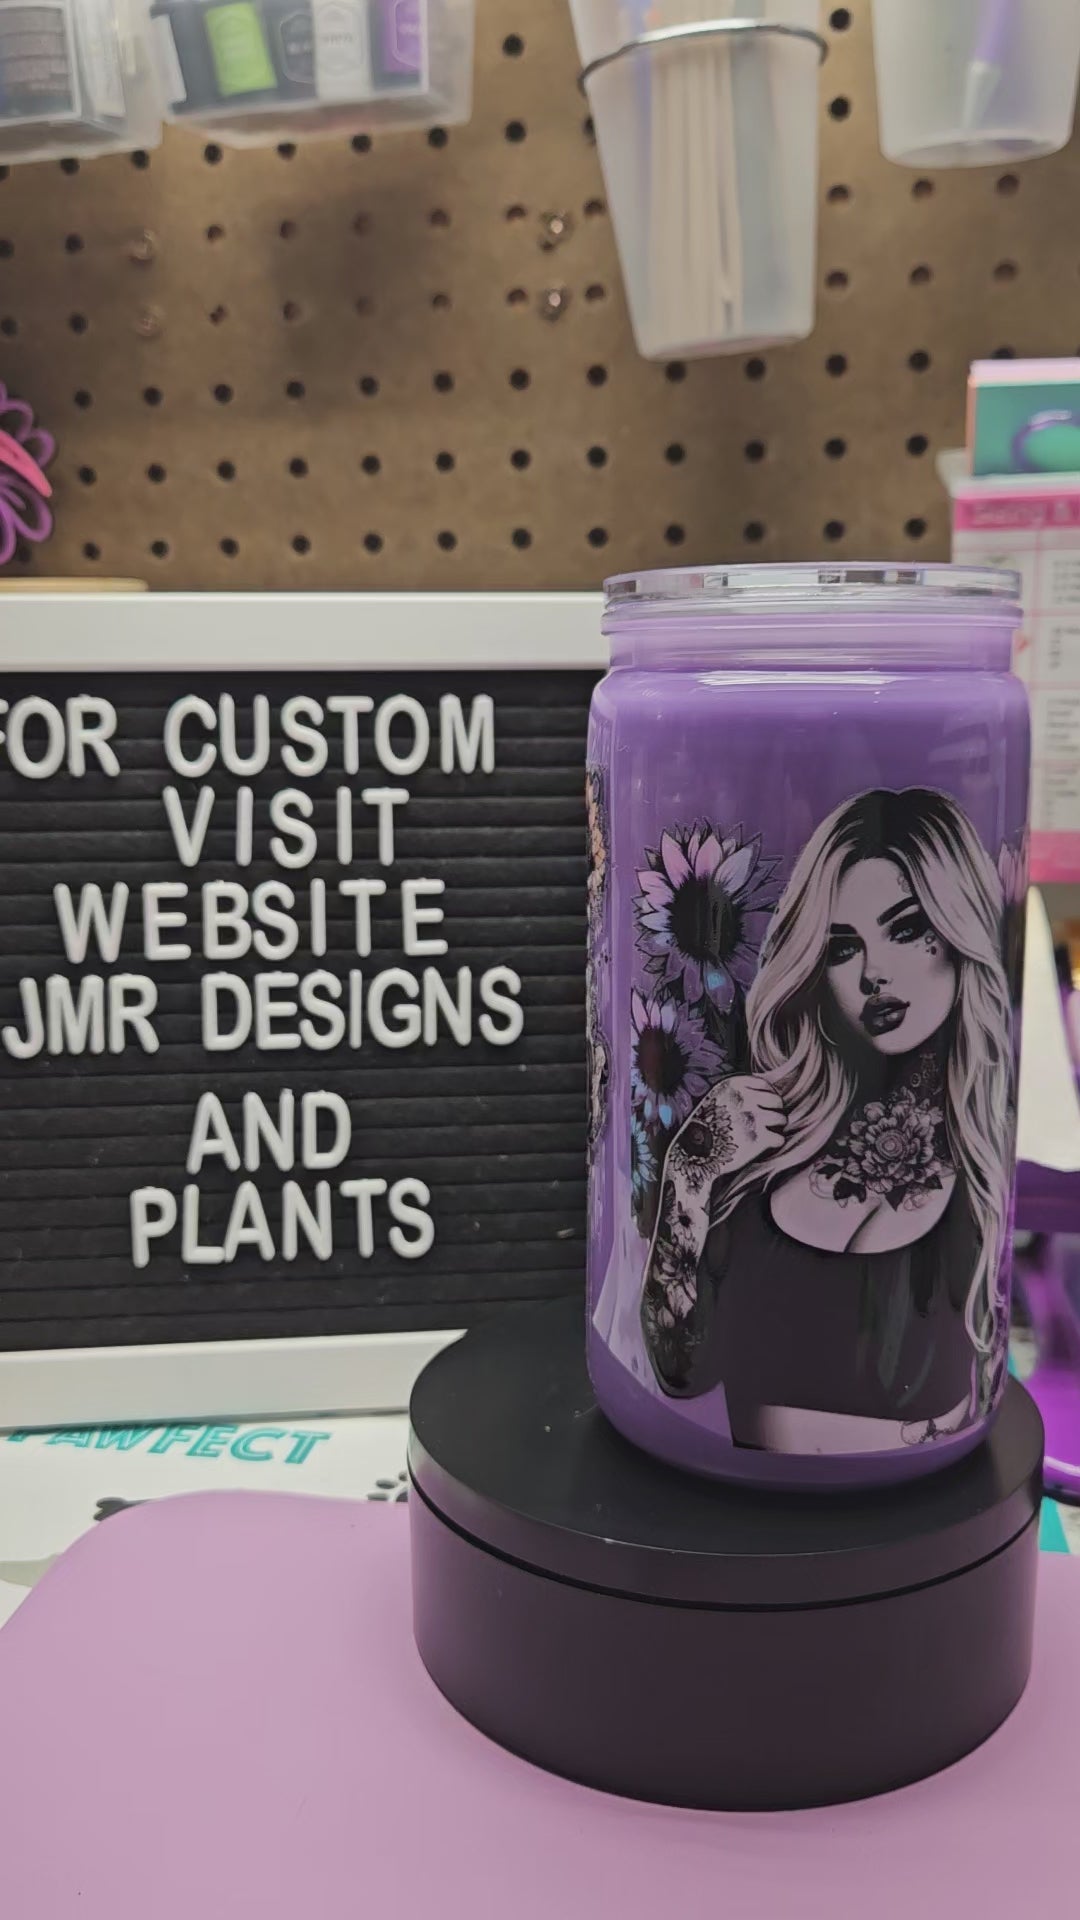 FOR CUSTOM
VISIT
WEBSITE
JMR DESIGNS
AND
PLANTS
PAWFECT